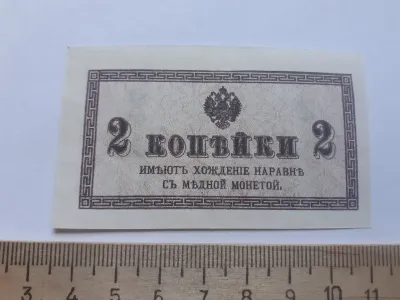 2 КОПѢЙКИ 2
ИМѢЮТЪ ХОЖДЕНІЕ НАРАВНѢ
СЪ МѢДНОЙ МОНЕТОЙ.
3 4 5 6 7 8 9 10 11